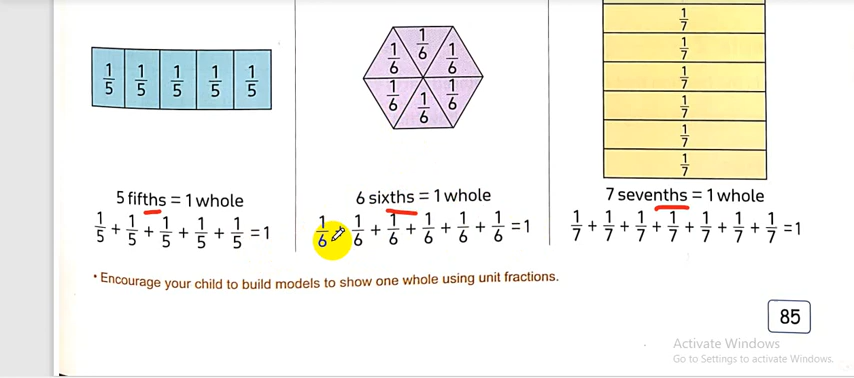 1/5 1/5 1/5 1/5 1/5
1/6 1/6 1/6 1/6 1/6 1/6
1/7
1/7
1/7
1/7
1/7
1/7
5 fifths = 1 whole
1/5 + 1/5 + 1/5 + 1/5 + 1/5 = 1
6 sixths = 1 whole
1/6 + 1/6 + 1/6 + 1/6 + 1/6 + 1/6 = 1
7 sevenths = 1 whole
1/7 + 1/7 + 1/7 + 1/7 + 1/7 + 1/7 + 1/7 = 1
• Encourage your child to build models to show one whole using unit fractions.
85
Activate Windows
Go to Settings to activate Windows.